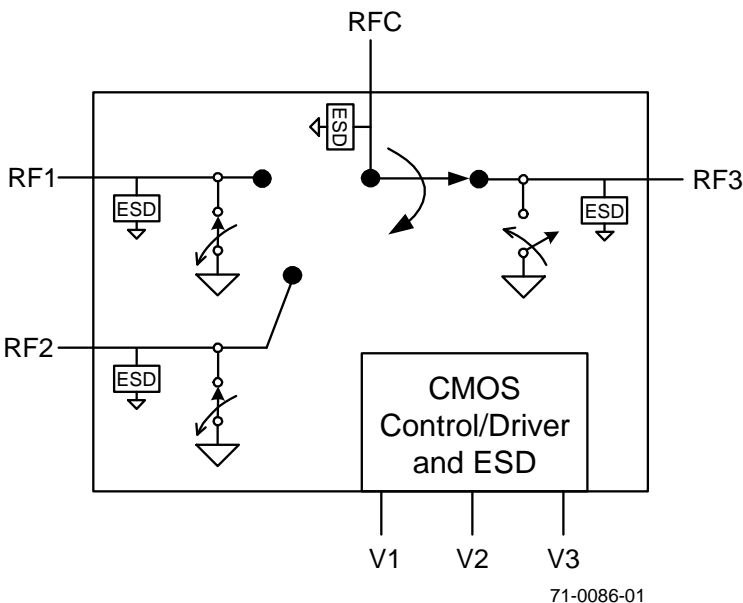 RFC
ESD
RF1
RF3
ESD
ESD
RF2
ESD
CMOS
Control/Driver
and ESD
V1
V2
V3
71-0086-01